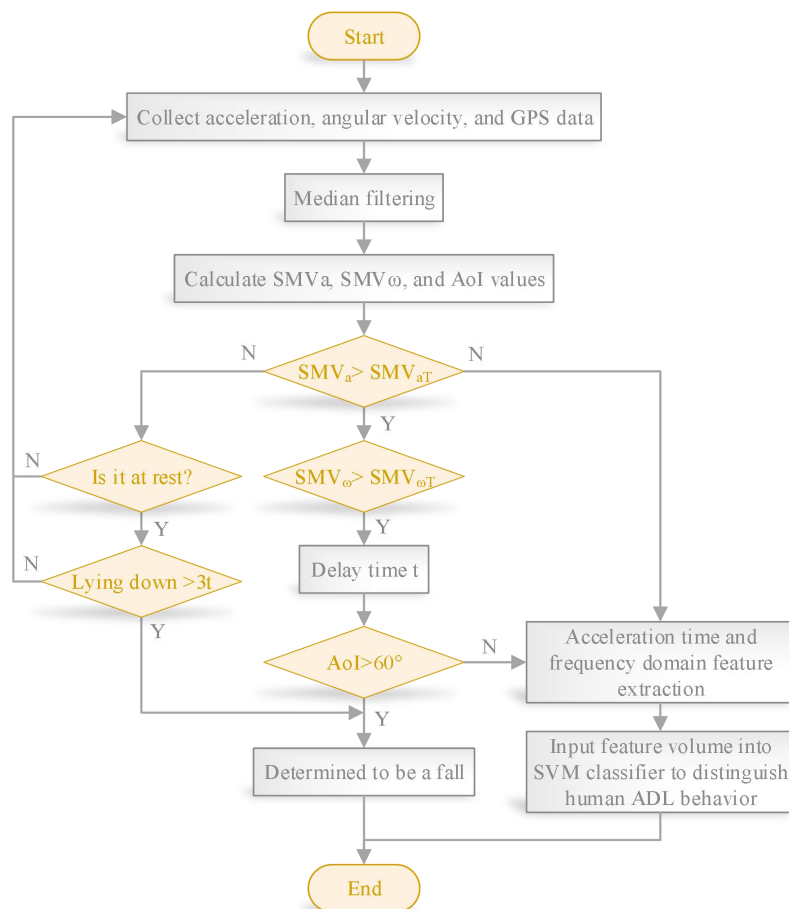 Start
Collect acceleration, angular velocity, and GPS data
Median filtering
Calculate SMVa, SMVω, and AoI values
N
SMVₐ> SMVₐT
N
Y
N
Is it at rest?
SMVω> SMVωT
Y
Y
N
Lying down >3t
Delay time t
Y
AoI>60°
N
Acceleration time and
frequency domain feature
extraction
Y
Determined to be a fall
Input feature volume into
SVM classifier to distinguish
human ADL behavior
End